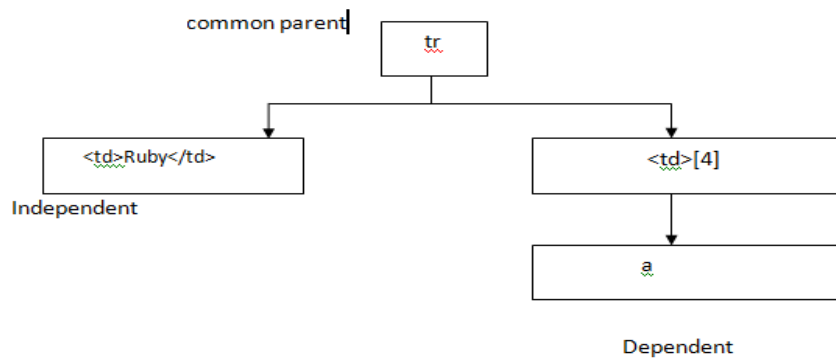 common parent
tr
<td>Ruby</td>
<td>[4]
Independent
a
Dependent